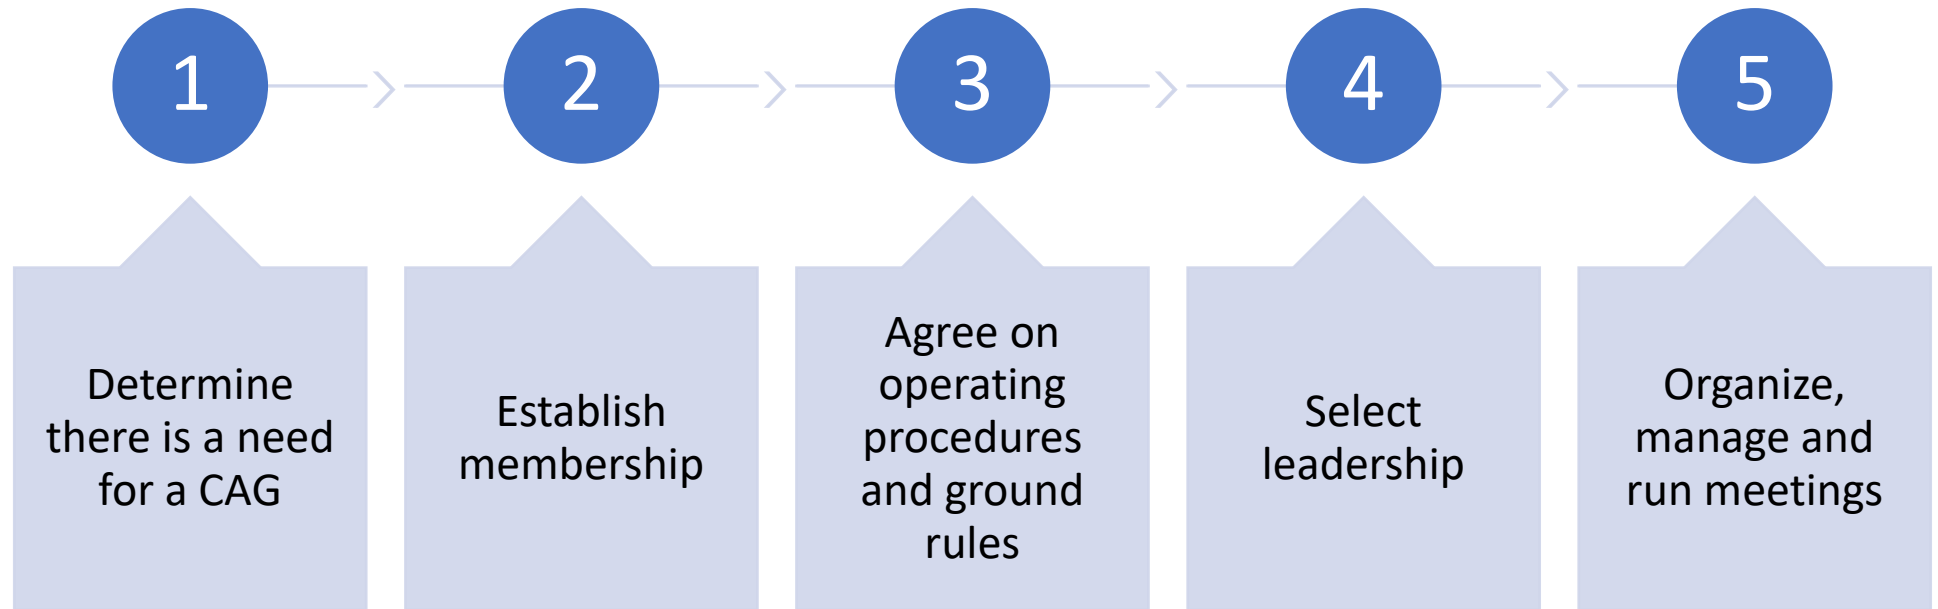 1
2
3
4
5
Determine
there is a need
for a CAG
Establish
membership
Agree on
operating
procedures
and ground
rules
Select
leadership
Organize,
manage and
run meetings